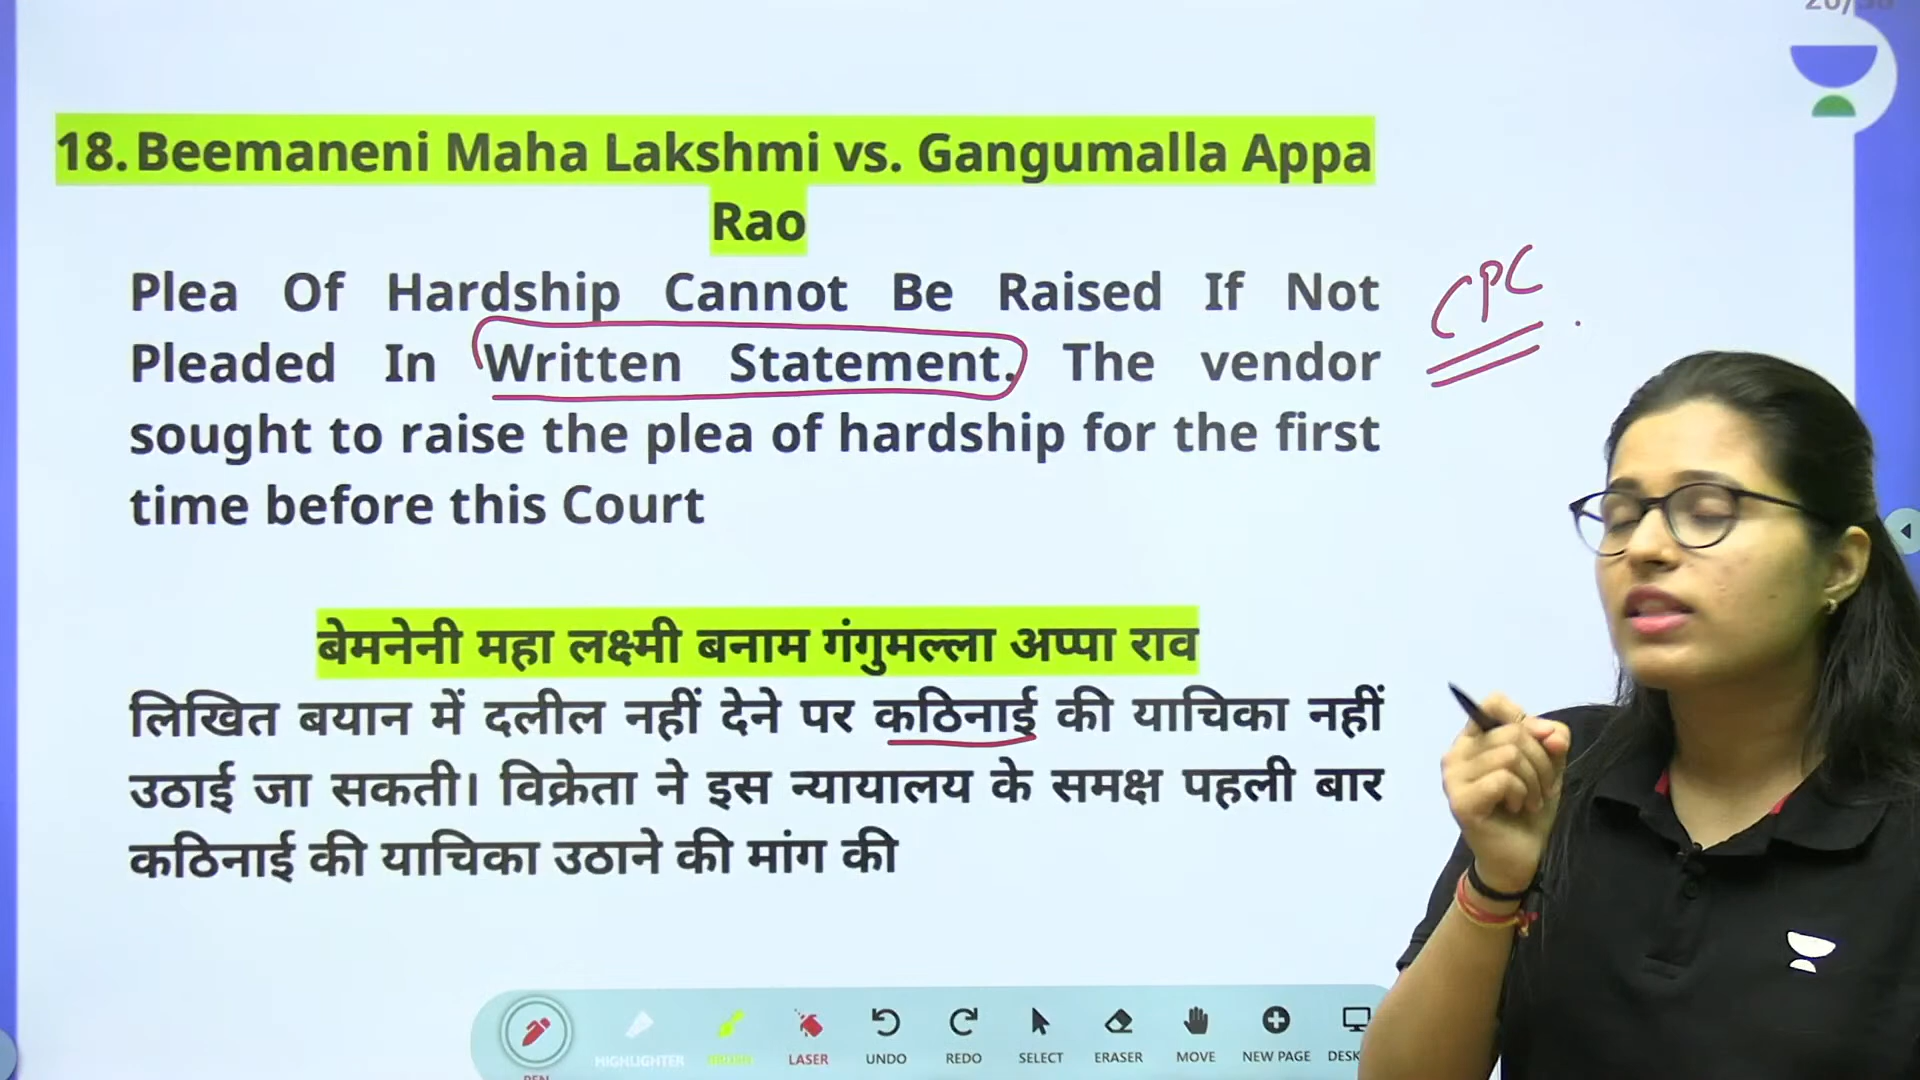 18. Beemaneni Maha Lakshmi vs. Gangumalla Appa
Rao
Plea Of Hardship Cannot Be Raised If Not
Pleaded In Written Statement. The vendor
sought to raise the plea of hardship for the first
time before this Court
CPC
बेमनेनी महा लक्ष्मी बनाम गंगुमल्ला अप्पा राव
लिखित बयान में दलील नहीं देने पर कठिनाई की याचिका नहीं
उठाई जा सकती। विक्रेता ने इस न्यायालय के समक्ष पहली बार
कठिनाई की याचिका उठाने की मांग की
HIGHLIGHTER LASER UNDO REDO SELECT ERASER MOVE NEW PAGE DESK
PEN